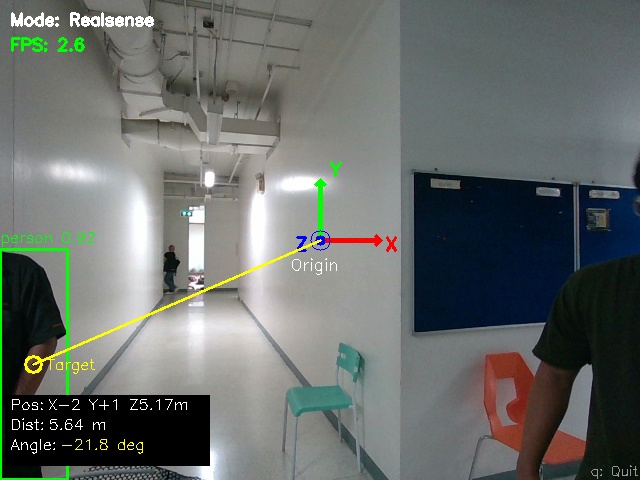 Mode: Realsense
FPS: 2.6
Y
person 0.92
Z
X
Origin
Target
Pos: X-2 Y+1 Z5.17m
Dist: 5.64 m
Angle: -21.8 deg
q: Quit